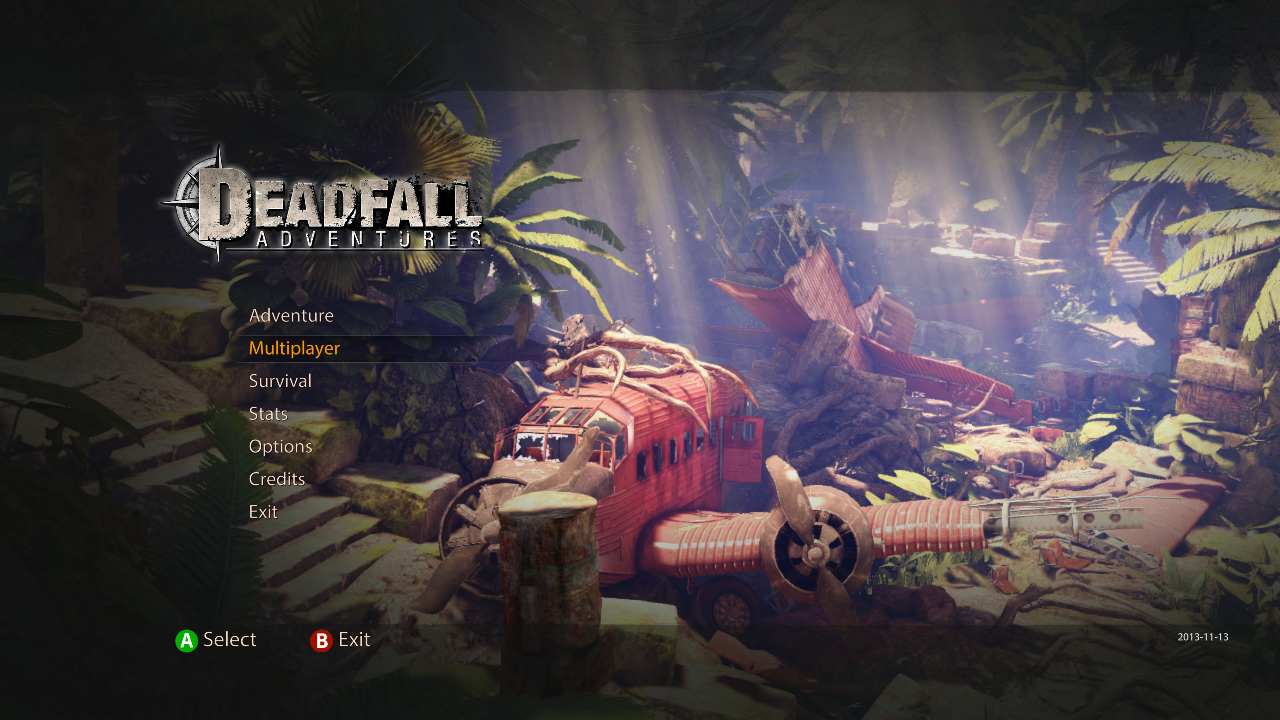 DEADFALL
ADVENTURES
Adventure
Multiplayer
Survival
Stats
Options
Credits
Exit
A Select B Exit
2013-11-13